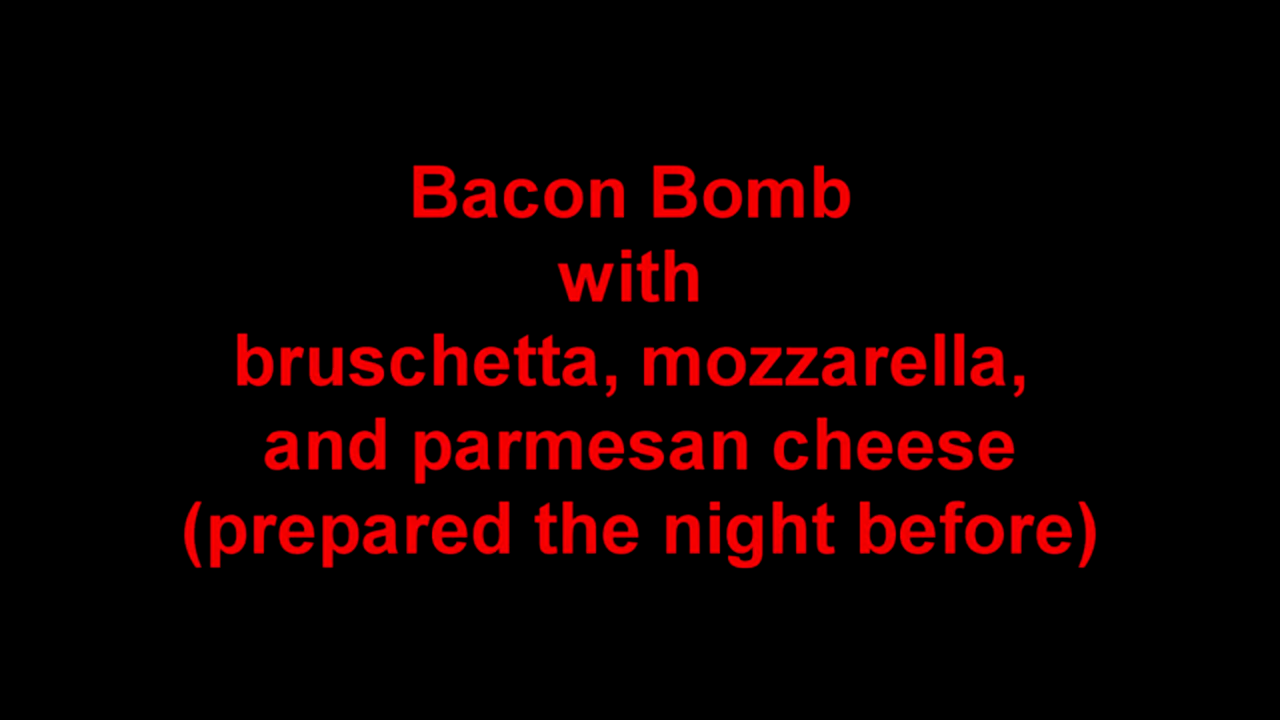 Bacon Bomb
with
bruschetta, mozzarella,
and parmesan cheese
(prepared the night before)